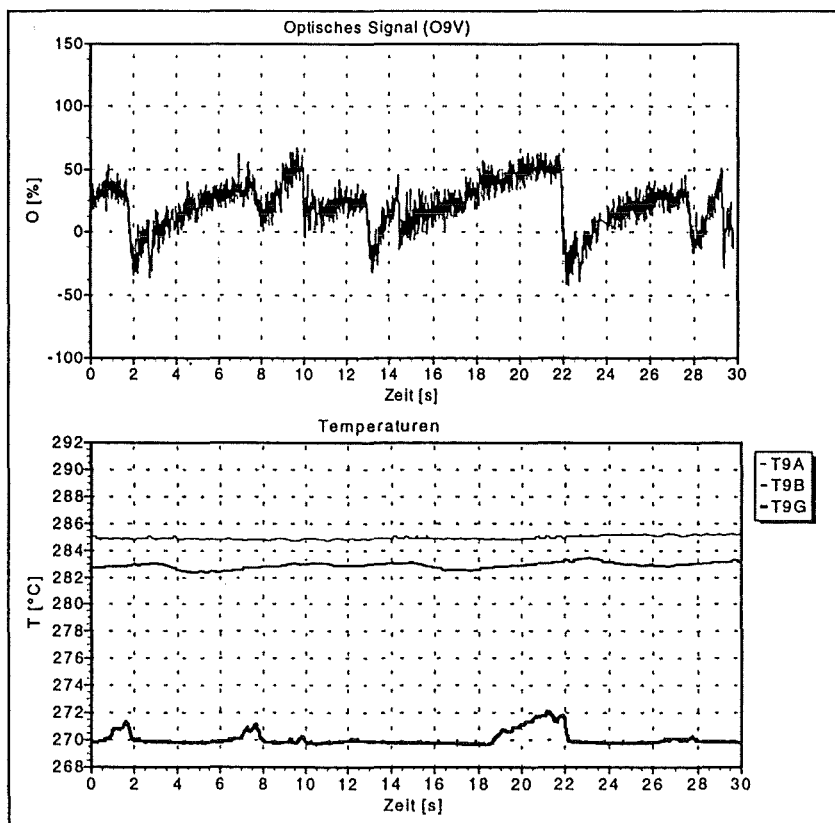 Optisches Signal (O9V)
150
100
50
0
-50
-100
O [%]
0 2 4 6 8 10 12 14 16 18 20 22 24 26 28 30
Zeit [s]
Temperaturen
292
290
288
286
284
282
280
278
276
274
272
270
268
T [°C]
0 2 4 6 8 10 12 14 16 18 20 22 24 26 28 30
Zeit [s]
T9A
T9B
T9G